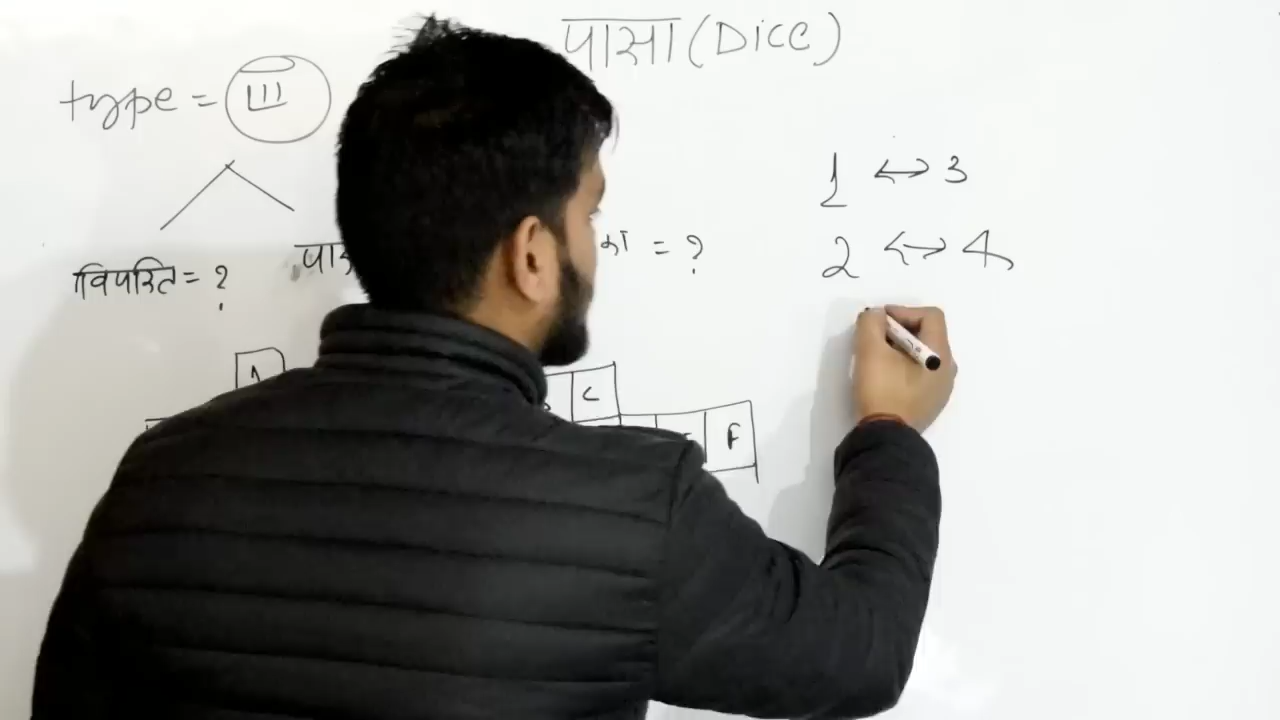 पासा (Dice)
type = III
1 ↔ 3
2 ↔ 4
विपरित = ?
= ?
A
C
F